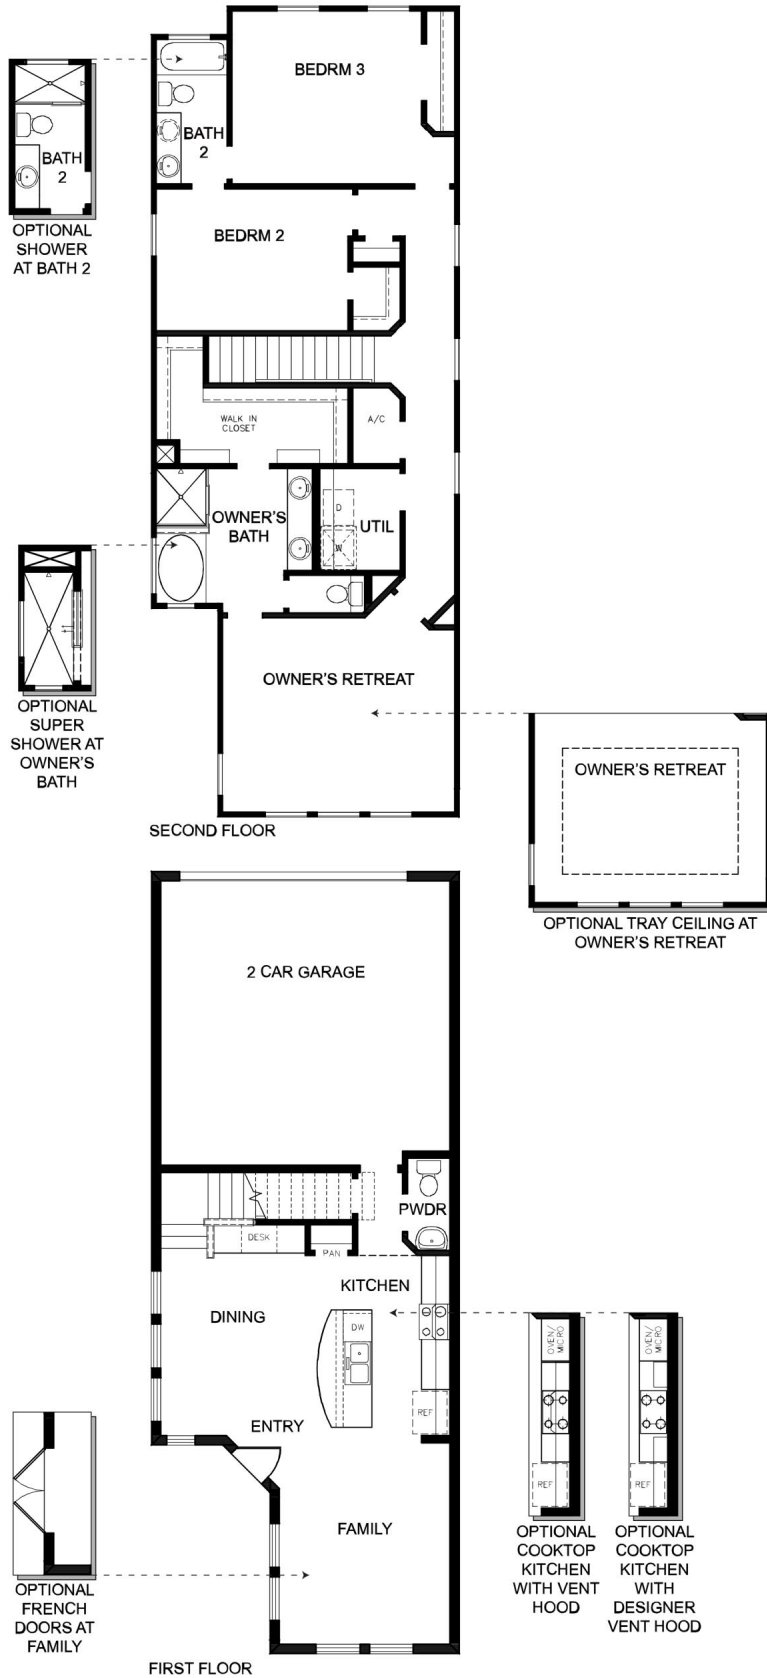 BEDRM 3
BATH
2
BATH
2
OPTIONAL
SHOWER
AT BATH 2
BEDRM 2
WALK IN
CLOSET
A/C
OWNER'S
BATH
D
W
UTIL
OPTIONAL
SUPER
SHOWER AT
OWNER'S
BATH
OWNER'S RETREAT
OWNER'S RETREAT
OPTIONAL TRAY CEILING AT
OWNER'S RETREAT
SECOND FLOOR
2 CAR GARAGE
PWDR
DESK
PAN
KITCHEN
DINING
DW
REF
ENTRY
FAMILY
OVEN/
MICRO
REF
OPTIONAL
COOKTOP
KITCHEN
WITH VENT
HOOD
OVEN/
MICRO
REF
OPTIONAL
COOKTOP
KITCHEN
WITH
DESIGNER
VENT HOOD
OPTIONAL
FRENCH
DOORS AT
FAMILY
FIRST FLOOR